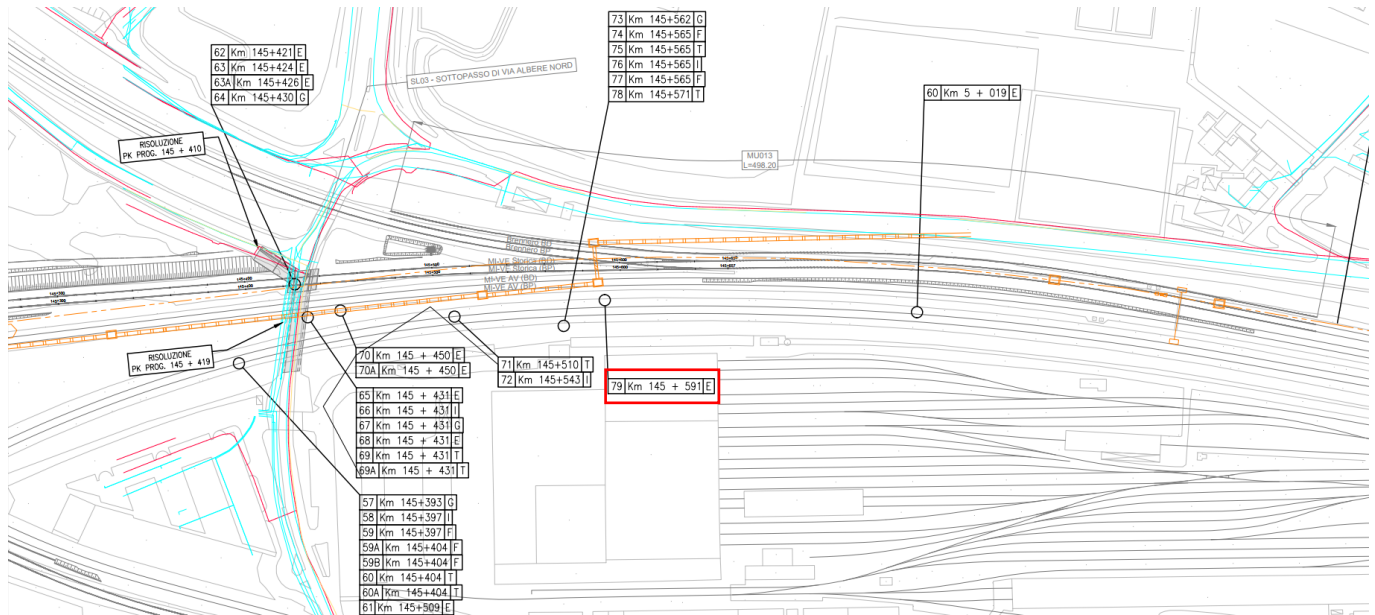 73 Km 145+562 G
74 Km 145+565 F
75 Km 145+565 T
76 Km 145+565 I
77 Km 145+565 F
78 Km 145+571 T
62 Km 145+421 E
63 Km 145+424 E
63A Km 145+426 E
64 Km 145+430 G
SL03 - SOTTOPASSO DI VIA ALBERE NORD
60 Km 5 + 019 E
RISOLUZIONE
PK PROG. 145 + 410
MU013
L=498.20
Brennero BD
Brennero BP
MI-VE Storica (BD)
MI-VE Storica (BP)
MI-VE AV (BD)
MI-VE AV (BP)
RISOLUZIONE
PK PROG. 145 + 419
70 Km 145 + 450 E
70A Km 145 + 450 E
71 Km 145+510 T
72 Km 145+543 I
79 Km 145 + 591 E
65 Km 145 + 431 E
66 Km 145 + 431 I
67 Km 145 + 431 G
68 Km 145 + 431 E
69 Km 145 + 431 T
69A Km 145 + 431 T
57 Km 145+393 G
58 Km 145+397 I
59 Km 145+397 F
59A Km 145+404 F
59B Km 145+404 F
60 Km 145+404 T
60A Km 145+404 T
61 Km 145+509 E